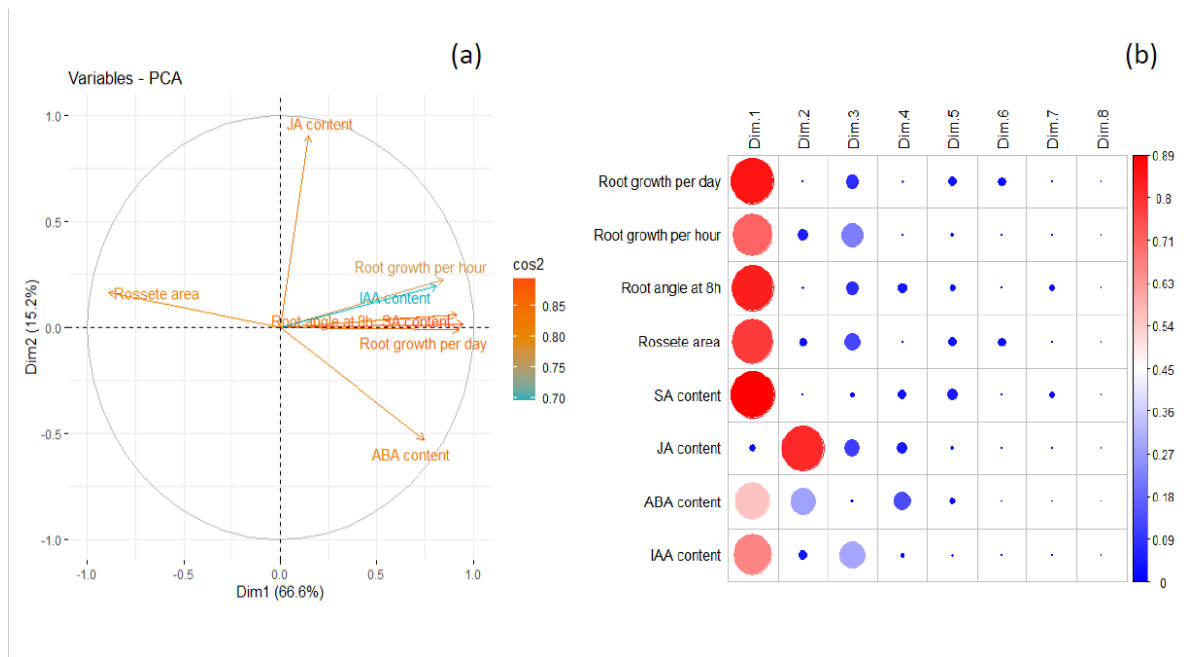 (a)
Variables - PCA
1.0
0.5
0.0
-0.5
-1.0
Dim2 (15.2%)
JA content
Root growth per hour
IAA content
Rossete area
Root angle at 8h
SA content
Root growth per day
ABA content
-1.0 -0.5 0.0 0.5 1.0
Dim1 (66.6%)
cos2
0.85
0.80
0.75
0.70
(b)
Dim.1 Dim.2 Dim.3 Dim.4 Dim.5 Dim.6 Dim.7 Dim.8
Root growth per day
Root growth per hour
Root angle at 8h
Rossete area
SA content
JA content
ABA content
IAA content
0.89
0.8
0.71
0.63
0.54
0.45
0.36
0.27
0.18
0.09
0